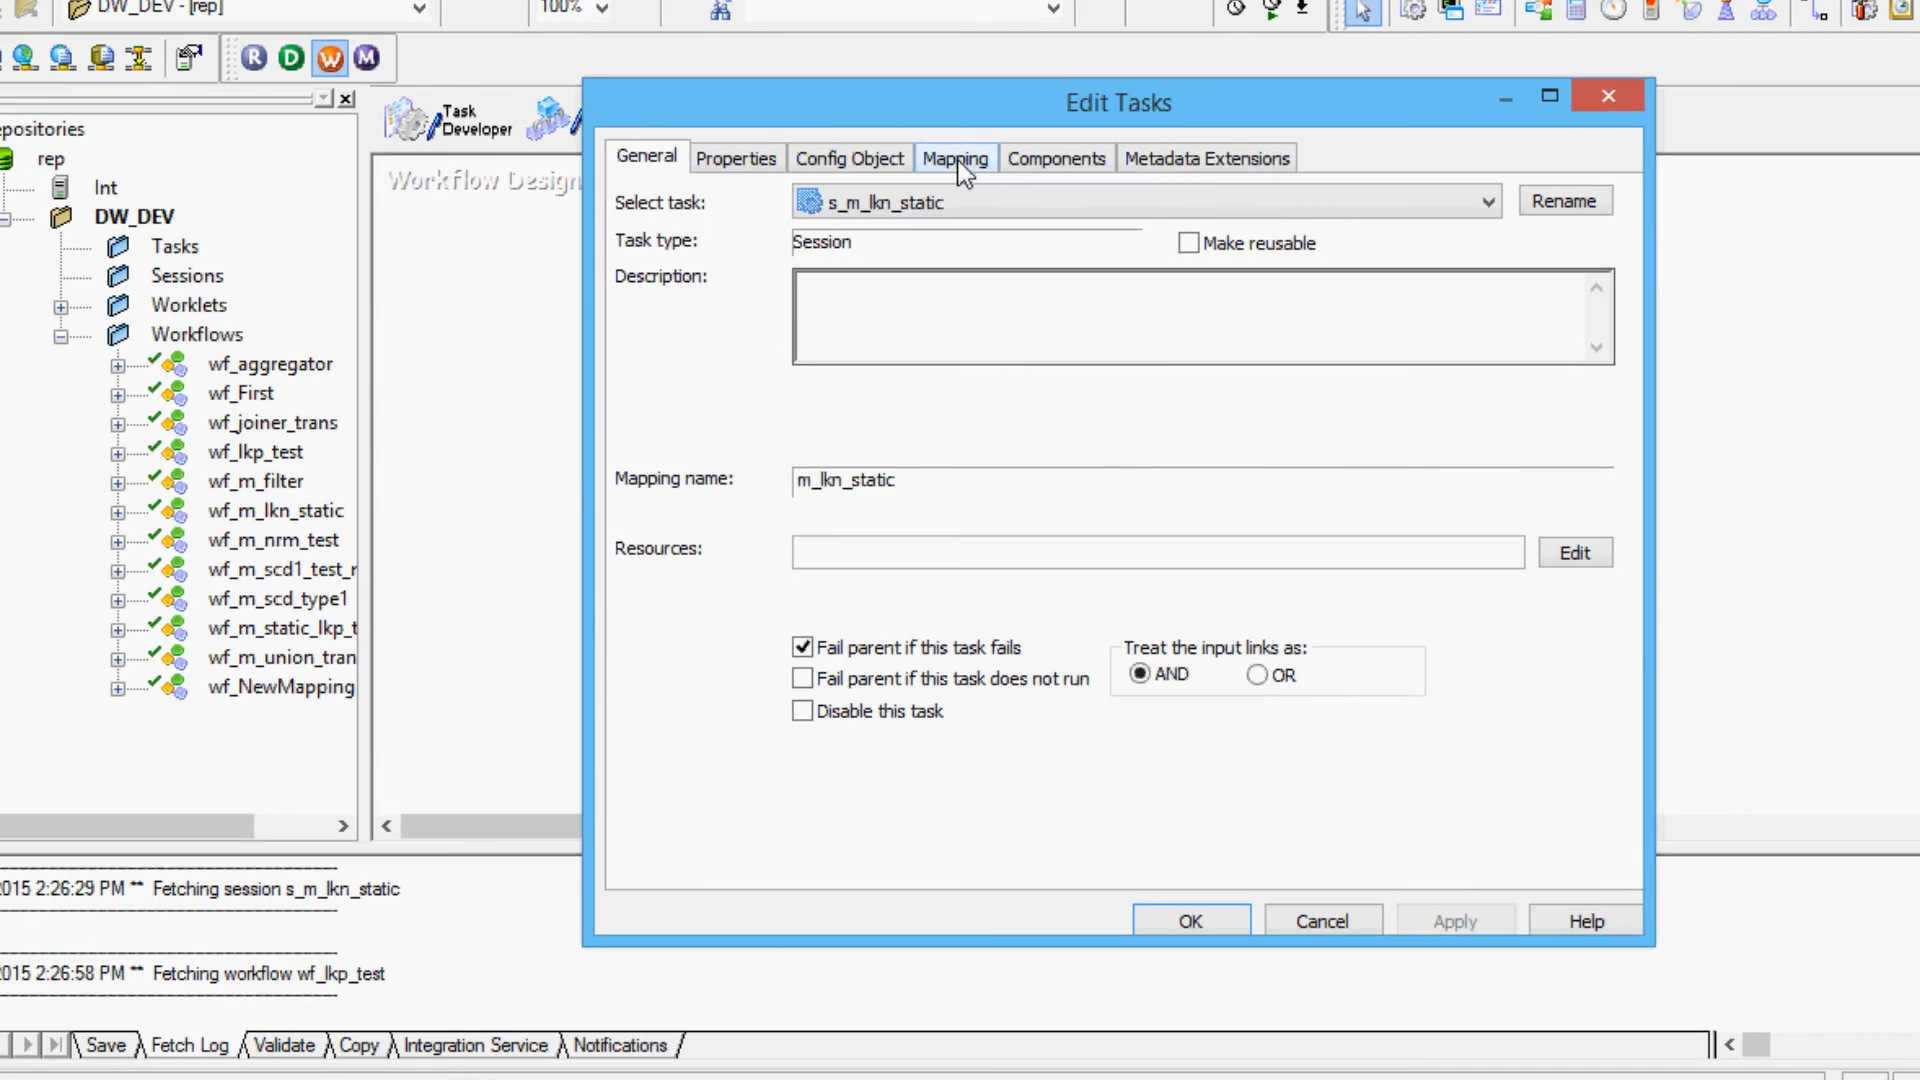 DW_DEV - [rep]
100%
R D W M
Edit Tasks
epositories
rep
Int
DW_DEV
Tasks
Sessions
Worklets
Workflows
wf_aggregator
wf_First
wf_joiner_trans
wf_lkp_test
wf_m_filter
wf_m_lkn_static
wf_m_nrm_test
wf_m_scd1_test_r
wf_m_scd_type1
wf_m_static_lkp_t
wf_m_union_tran
wf_NewMapping
Task
Developer
Workflow Design
General Properties Config Object Mapping Components Metadata Extensions
Select task: s_m_lkn_static Rename
Task type: Session Make reusable
Description:
Mapping name: m_lkn_static
Resources: Edit
Fail parent if this task fails
Fail parent if this task does not run
Disable this task
Treat the input links as:
AND OR
OK Cancel Apply Help
2015 2:26:29 PM ** Fetching session s_m_lkn_static
2015 2:26:58 PM ** Fetching workflow wf_lkp_test
Save Fetch Log Validate Copy Integration Service Notifications